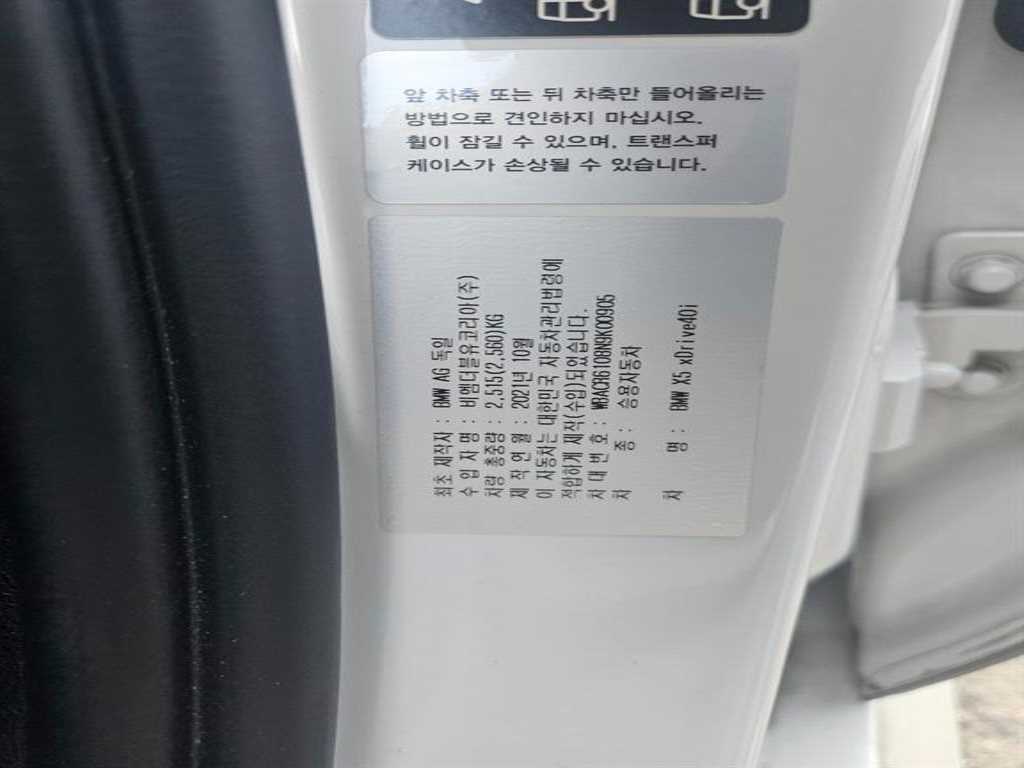 앞 차축 또는 뒤 차축만 들어올리는
방법으로 견인하지 마십시오.
휠이 잠길 수 있으며, 트랜스퍼
케이스가 손상될 수 있습니다.
최초 제작자 : BMW AG 독일
수 입 자 명 : 비엠더블유코리아(주)
차량 총중량 : 2,515(2,560)KG
제 작 연 월 : 2021년 10월
이 자동차는 대한민국 자동차관리법령에
적합하게 제작(수입)되었습니다.
차 대 번 호 : WBACR6108N9K00905
차 종 : 승용자동차
차 명 : BMW X5 xDrive40i